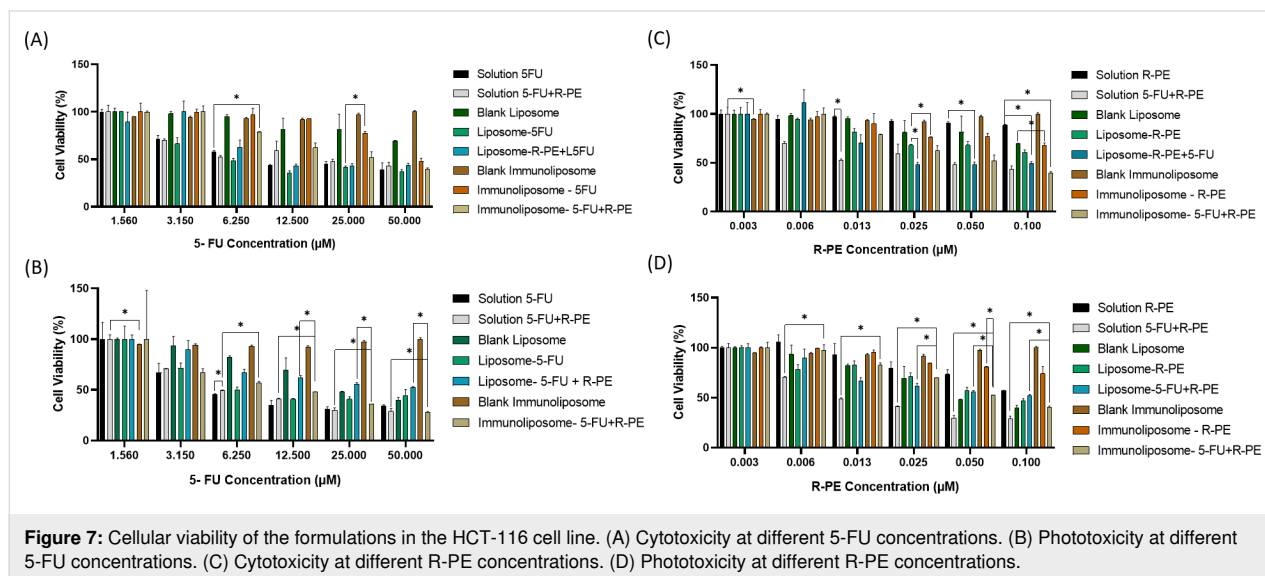 (A)
Cell Viability (%)
150
100
50
0
1.560 3.150 6.250 12.500 25.000 50.000
5- FU Concentration (µM)
* *
Solution 5FU
Solution 5-FU+R-PE
Blank Liposome
Liposome-5FU
Liposome-R-PE+L5FU
Blank Immunoliposome
Immunoliposome - 5FU
Immunoliposome- 5-FU+R-PE
(B)
Cell Viability (%)
150
100
50
0
1.560 3.150 6.250 12.500 25.000 50.000
5- FU Concentration (µM)
* * * * * * * * *
Solution 5-FU
Solution 5-FU+R-PE
Blank Liposome
Liposome-5-FU
Liposome- 5-FU + R-PE
Blank Immunoliposome
Immunoliposome- 5-FU+R-PE
(C)
Cell Viability (%)
150
100
50
0
0.003 0.006 0.013 0.025 0.050 0.100
R-PE Concentration (µM)
* * * * * * * *
Solution R-PE
Solution 5-FU+R-PE
Blank Liposome
Liposome-R-PE
Liposome-R-PE+5-FU
Blank Immunoliposome
Immunoliposome - R-PE
Immunoliposome- 5-FU+R-PE
(D)
Cell Viability (%)
150
100
50
0
0.003 0.006 0.013 0.025 0.050 0.100
R-PE Concentration (µM)
* * * * * * * * *
Solution R-PE
Solution 5-FU+R-PE
Blank Liposome
Liposome-R-PE
Liposome-5-FU+R-PE
Blank Immunoliposome
Immunoliposome - R-PE
Immunoliposome- 5-FU+R-PE
Figure 7: Cellular viability of the formulations in the HCT-116 cell line. (A) Cytotoxicity at different 5-FU concentrations. (B) Phototoxicity at different
5-FU concentrations. (C) Cytotoxicity at different R-PE concentrations. (D) Phototoxicity at different R-PE concentrations.